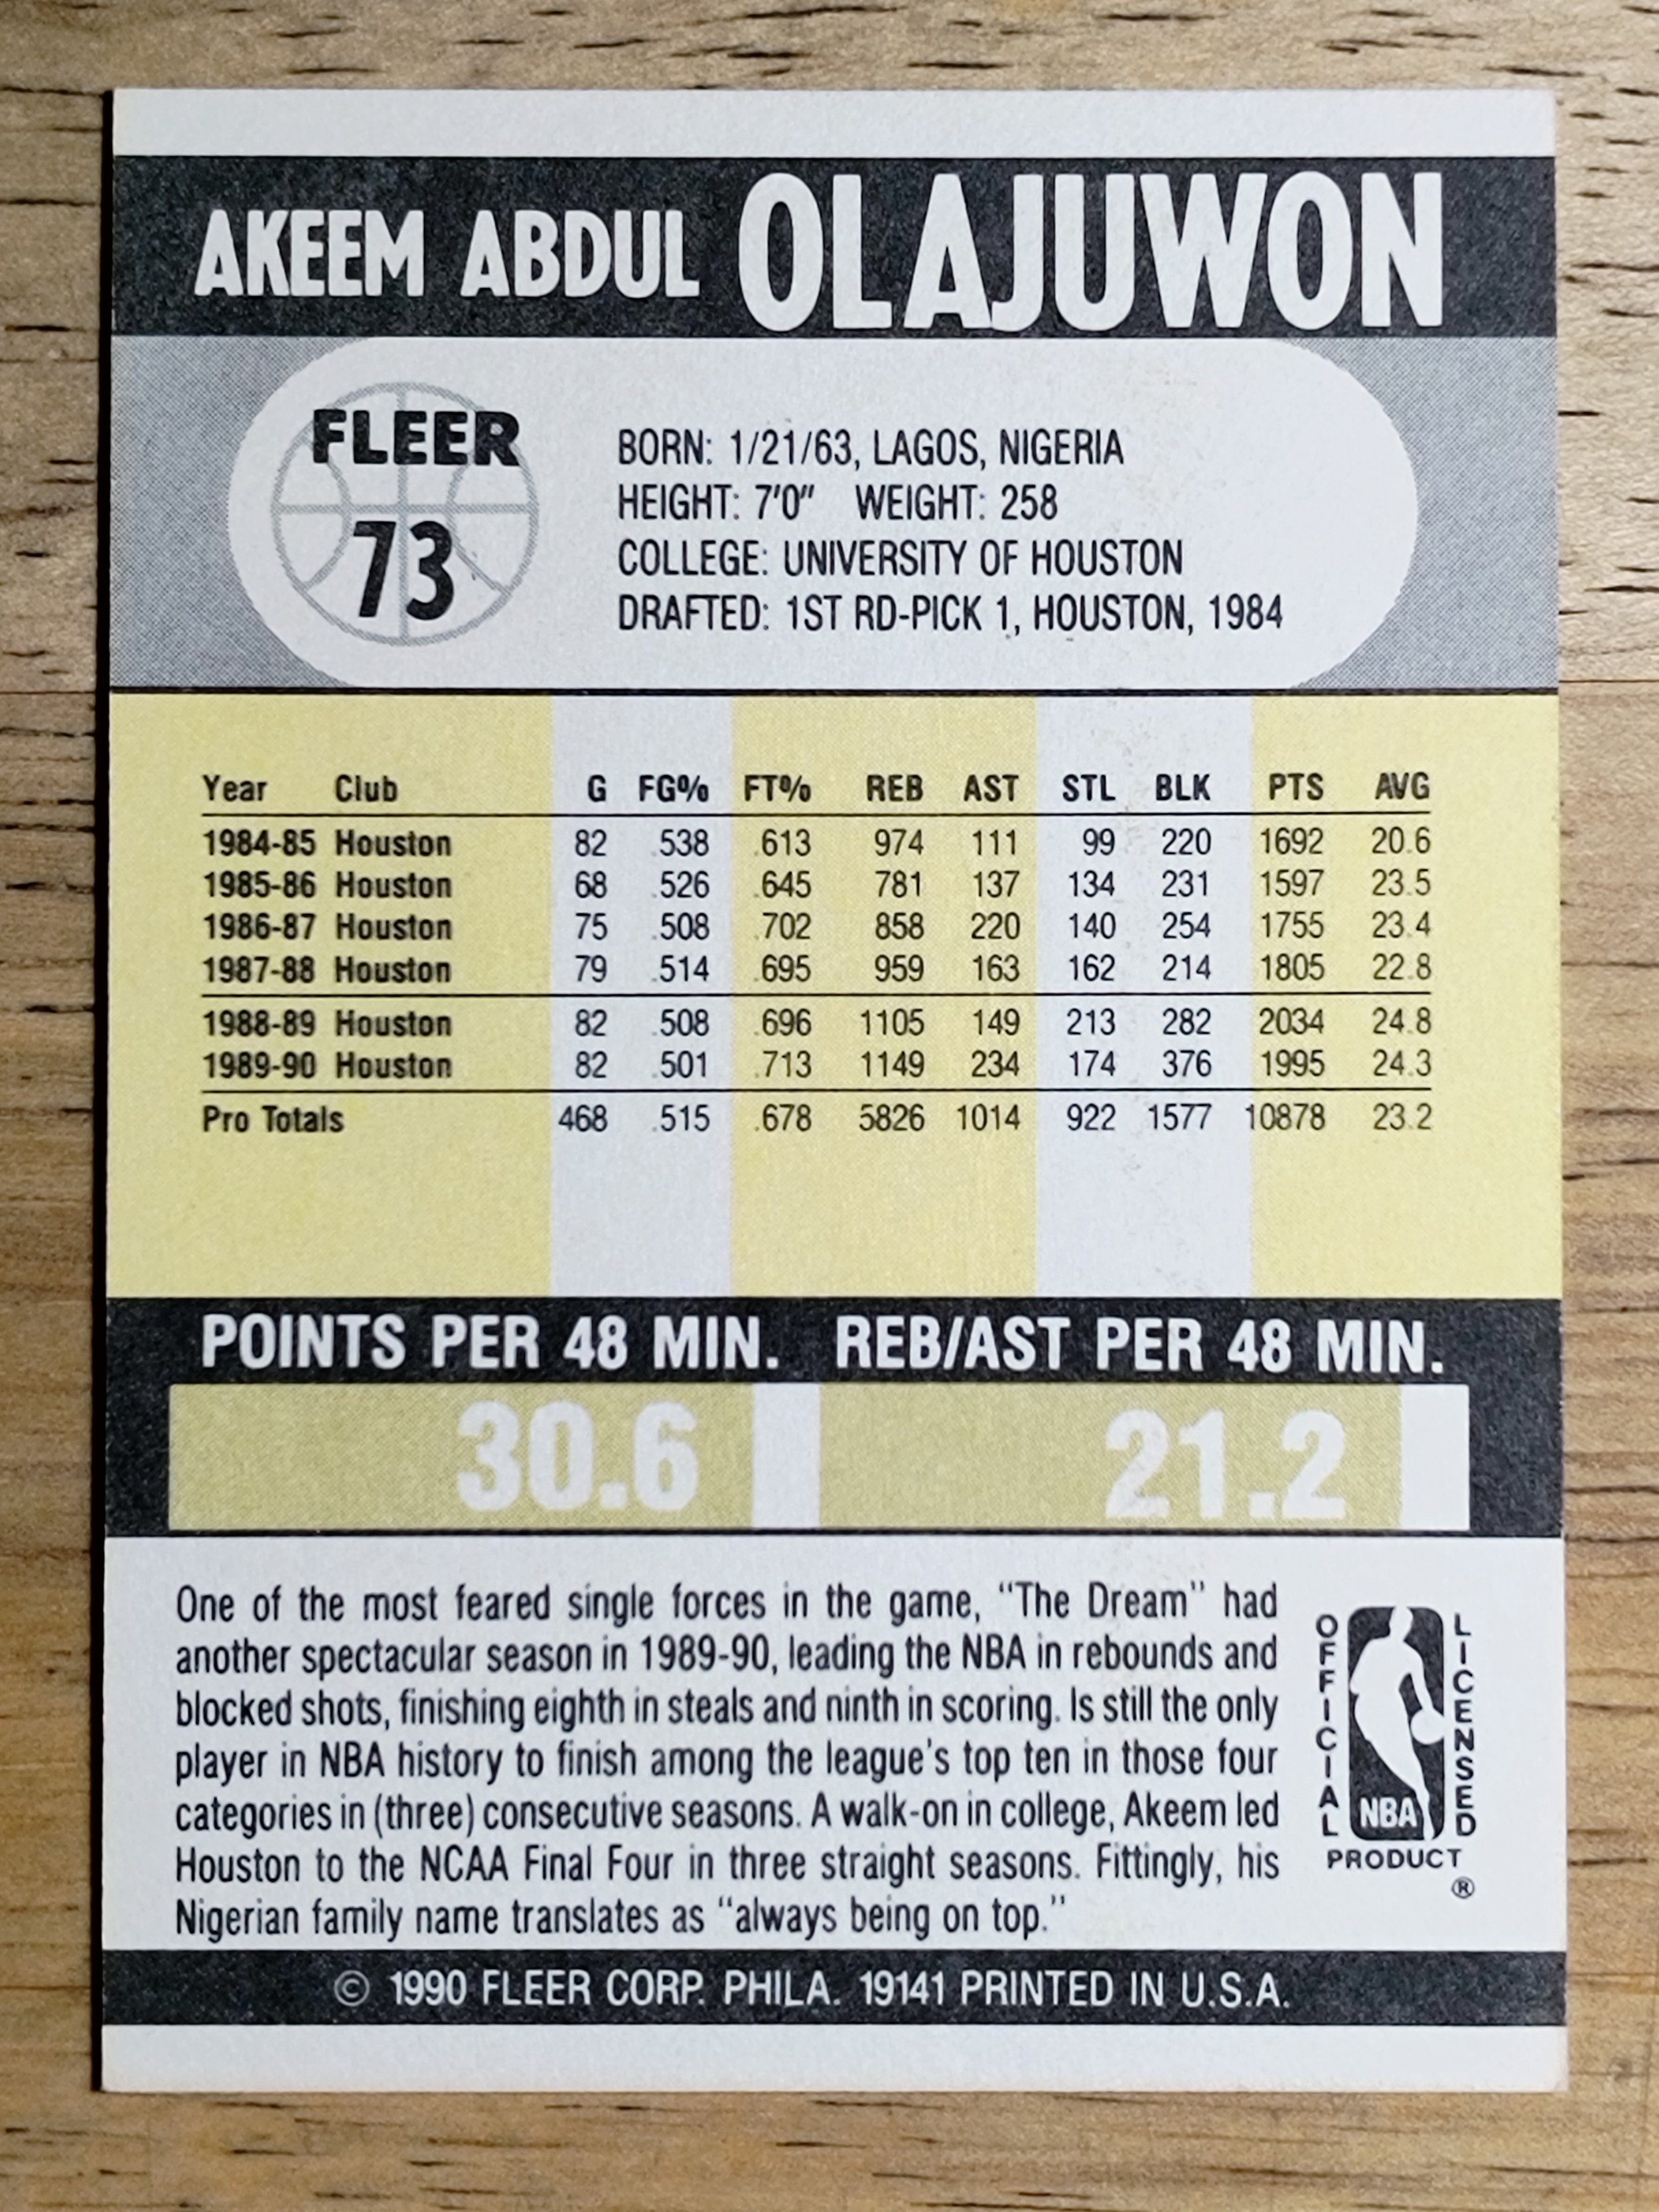 AKEEM ABDUL OLAJUWON
FLEER
73
BORN: 1/21/63, LAGOS, NIGERIA
HEIGHT: 7'0" WEIGHT: 258
COLLEGE: UNIVERSITY OF HOUSTON
DRAFTED: 1ST RD-PICK 1, HOUSTON, 1984
Year Club G FG% FT% REB AST STL BLK PTS AVG
1984-85 Houston 82 .538 .613 974 111 99 220 1692 20.6
1985-86 Houston 68 .526 .645 781 137 134 231 1597 23.5
1986-87 Houston 75 .508 .702 858 220 140 254 1755 23.4
1987-88 Houston 79 .514 .695 959 163 162 214 1805 22.8
1988-89 Houston 82 .508 .696 1105 149 213 282 2034 24.8
1989-90 Houston 82 .501 .713 1149 234 174 376 1995 24.3
Pro Totals 468 .515 .678 5826 1014 922 1577 10878 23.2
POINTS PER 48 MIN. REB/AST PER 48 MIN.
30.6 21.2
One of the most feared single forces in the game, "The Dream" had
another spectacular season in 1989-90, leading the NBA in rebounds and
blocked shots, finishing eighth in steals and ninth in scoring. Is still the only
player in NBA history to finish among the league's top ten in those four
categories in (three) consecutive seasons. A walk-on in college, Akeem led
Houston to the NCAA Final Four in three straight seasons. Fittingly, his
Nigerian family name translates as "always being on top."
OFFICIAL
NBA
LICENSED
PRODUCT
®
© 1990 FLEER CORP. PHILA. 19141 PRINTED IN U.S.A.